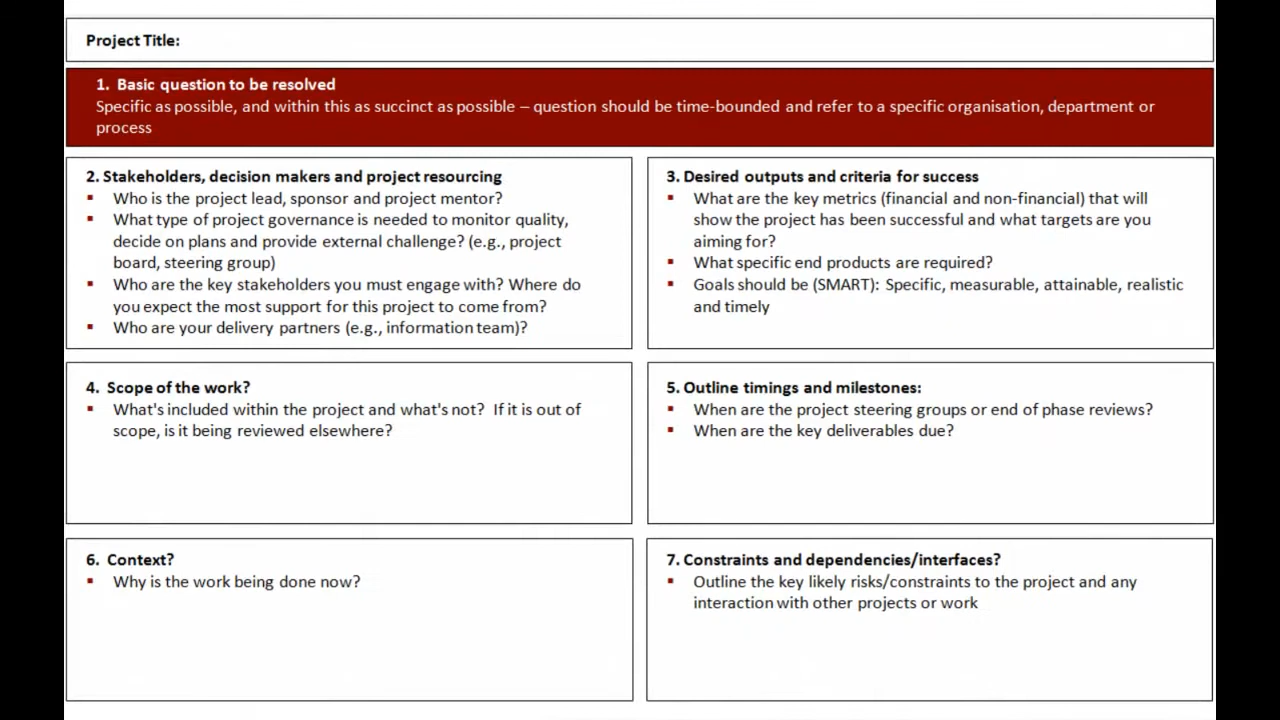 Project Title:
1. Basic question to be resolved
Specific as possible, and within this as succinct as possible – question should be time-bounded and refer to a specific organisation, department or
process
2. Stakeholders, decision makers and project resourcing
▪ Who is the project lead, sponsor and project mentor?
▪ What type of project governance is needed to monitor quality,
decide on plans and provide external challenge? (e.g., project
board, steering group)
▪ Who are the key stakeholders you must engage with? Where do
you expect the most support for this project to come from?
▪ Who are your delivery partners (e.g., information team)?
3. Desired outputs and criteria for success
▪ What are the key metrics (financial and non-financial) that will
show the project has been successful and what targets are you
aiming for?
▪ What specific end products are required?
▪ Goals should be (SMART): Specific, measurable, attainable, realistic
and timely
4. Scope of the work?
▪ What's included within the project and what's not? If it is out of
scope, is it being reviewed elsewhere?
5. Outline timings and milestones:
▪ When are the project steering groups or end of phase reviews?
▪ When are the key deliverables due?
6. Context?
▪ Why is the work being done now?
7. Constraints and dependencies/interfaces?
▪ Outline the key likely risks/constraints to the project and any
interaction with other projects or work